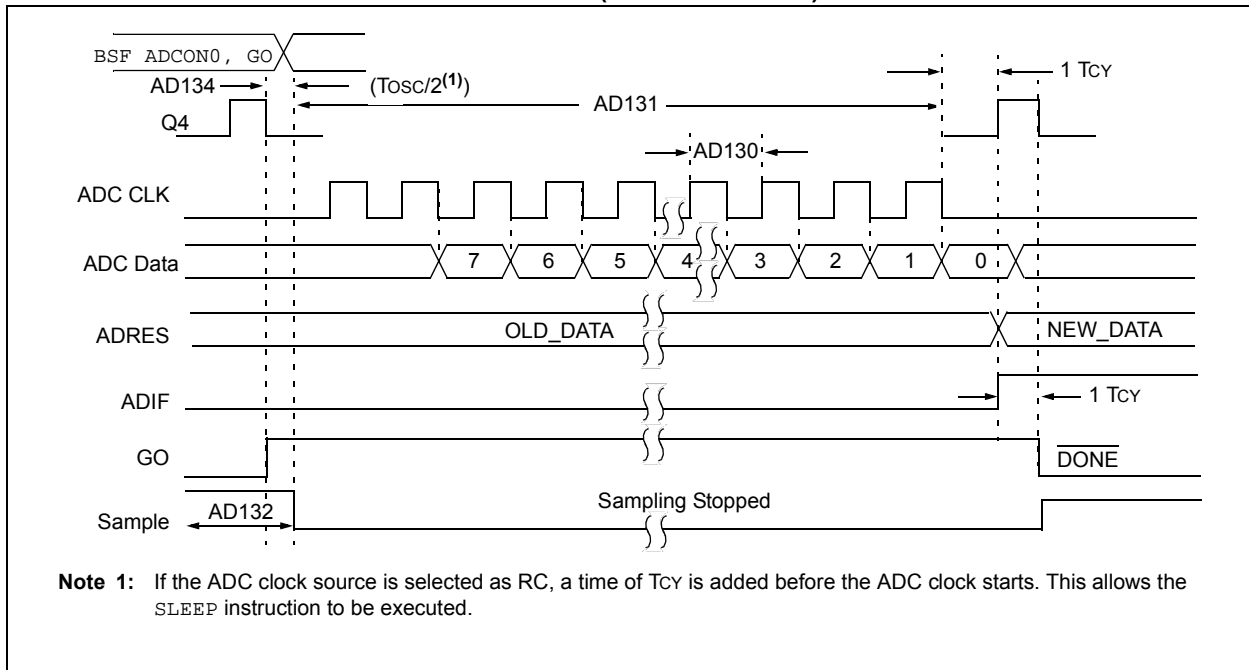 BSF ADCON0, GO
AD134 (TOSC/2(1)) 1 TCY
AD131
Q4
AD130
ADC CLK
ADC Data 7 6 5 4 3 2 1 0
ADRES OLD_DATA NEW_DATA
ADIF 1 TCY
GO DONE
Sample AD132 Sampling Stopped
Note 1: If the ADC clock source is selected as RC, a time of TCY is added before the ADC clock starts. This allows the
SLEEP instruction to be executed.